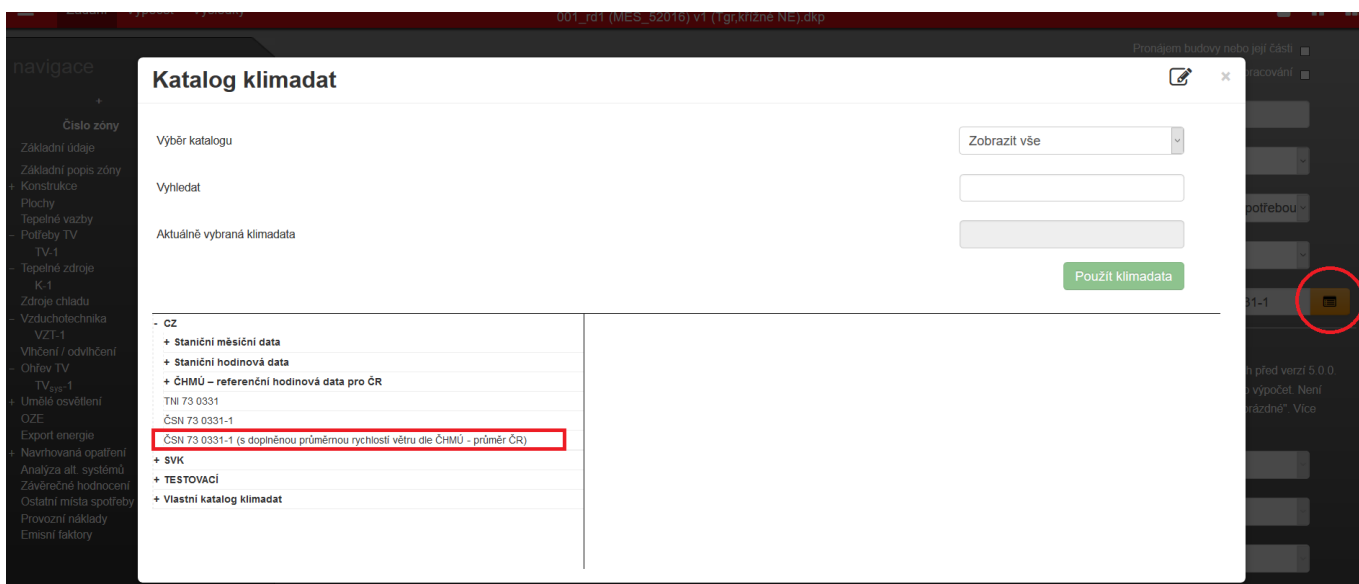 Zadání Výpočet Výsledky
001_rd1 (MES_52016) v1 (Tgr,křížné NE).dkp
Pronájem budovy nebo její části
pracování
navigace
+
Číslo zóny
Základní údaje
Základní popis zóny
+ Konstrukce
Plochy
Tepelné vazby
− Potřeby TV
TV-1
− Tepelné zdroje
K-1
Zdroje chladu
− Vzduchotechnika
VZT-1
Vlhčení / odvlhčení
− Ohřev TV
TVsys-1
+ Umělé osvětlení
OZE
Export energie
+ Navrhovaná opatření
Analýza alt. systémů
Závěrečné hodnocení
Ostatní místa spotřeby
Provozní náklady
Emisní faktory
Katalog klimadat
×
Výběr katalogu
Zobrazit vše
Vyhledat
Aktuálně vybraná klimadata
Použít klimadata
- CZ
+ Staniční měsíční data
+ Staniční hodinová data
+ ČHMÚ – referenční hodinová data pro ČR
TNI 73 0331
ČSN 73 0331-1
ČSN 73 0331-1 (s doplněnou průměrnou rychlostí větru dle ČHMÚ - průměr ČR)
+ SVK
+ TESTOVACÍ
+ Vlastní katalog klimadat
potřebou
31-1
h před verzí 5.0.0.
o výpočet. Není
prázdné". Více